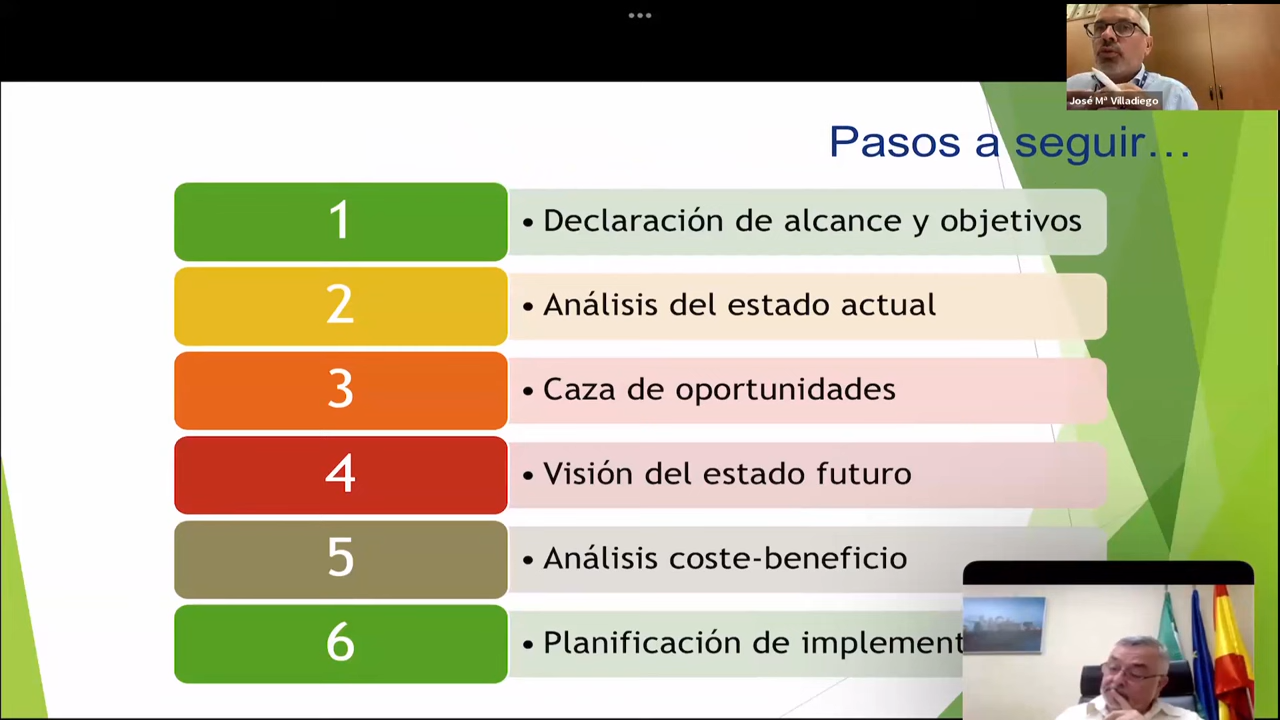 José Mª Villadiego
Pasos a seguir...
1
• Declaración de alcance y objetivos
2
• Análisis del estado actual
3
• Caza de oportunidades
4
• Visión del estado futuro
5
• Análisis coste-beneficio
6
• Planificación de implement